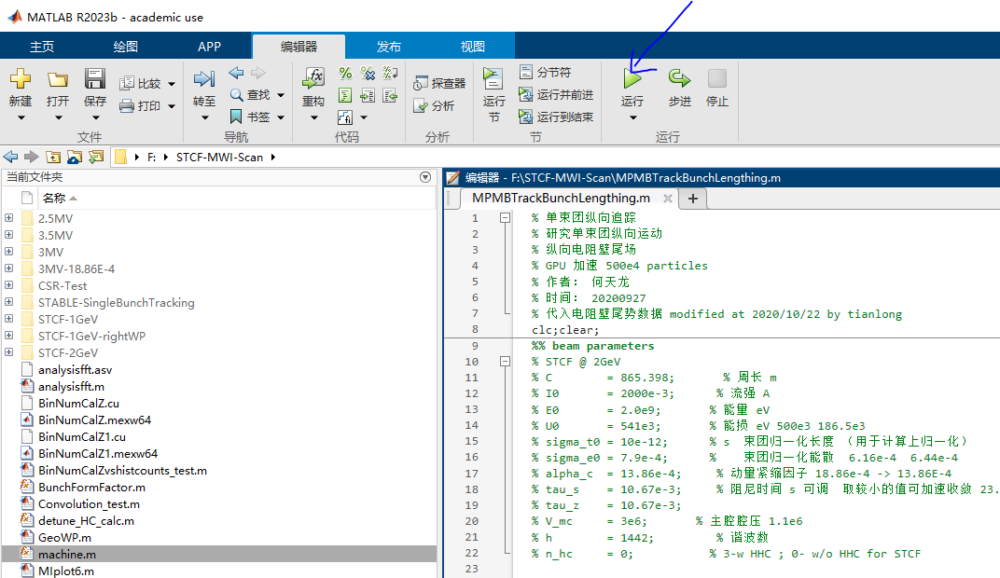 MATLAB R2023b - academic use
主页 绘图 APP 编辑器 发布 视图
新建 打开 保存 比较 打印 转至 查找 书签 重构 探查器 分析 运行节 分节符 运行并前进 运行到结束 运行 步进 停止
文件 导航 代码 分析 节 运行
F: STCF-MWI-Scan
当前文件夹
名称
2.5MV
3.5MV
3MV
3MV-18.86E-4
CSR-Test
STABLE-SingleBunchTracking
STCF-1GeV
STCF-1GeV-rightWP
STCF-2GeV
analysisfft.asv
analysisfft.m
BinNumCalZ.cu
BinNumCalZ.mexw64
BinNumCalZ1.cu
BinNumCalZ1.mexw64
BinNumCalZvshistcounts_test.m
BunchFormFactor.m
Convolution_test.m
detune_HC_calc.m
GeoWP.m
machine.m
MIplot6.m
编辑器 - F:\STCF-MWI-Scan\MPMBTrackBunchLengthing.m
MPMBTrackBunchLengthing.m
1 % 单束团纵向追踪
2 % 研究单束团纵向运动
3 % 纵向电阻壁尾场
4 % GPU 加速 500e4 particles
5 % 作者： 何天龙
6 % 时间： 20200927
7 % 代入电阻壁尾势数据 modified at 2020/10/22 by tianlong
8 clc;clear;
9 %% beam parameters
10 % STCF @ 2GeV
11 % C = 865.398; % 周长 m
12 % I0 = 2000e-3; % 流强 A
13 % E0 = 2.0e9; % 能量 eV
14 % U0 = 541e3; % 能损 eV 500e3 186.5e3
15 % sigma_t0 = 10e-12; % s 束团归一化长度 （用于计算上归一化）
16 % sigma_e0 = 7.9e-4; % 束团归一化能散 6.16e-4 6.44e-4
17 % alpha_c = 13.86e-4; % 动量紧缩因子 18.86e-4 -> 13.86E-4
18 % tau_s = 10.67e-3; % 阻尼时间 s 可调 取较小的值可加速收敛 23.
19 % tau_z = 10.67e-3;
20 % V_mc = 3e6; % 主腔腔压 1.1e6
21 % h = 1442; % 谐波数
22 % n_hc = 0; % 3-w HHC ; 0- w/o HHC for STCF
23